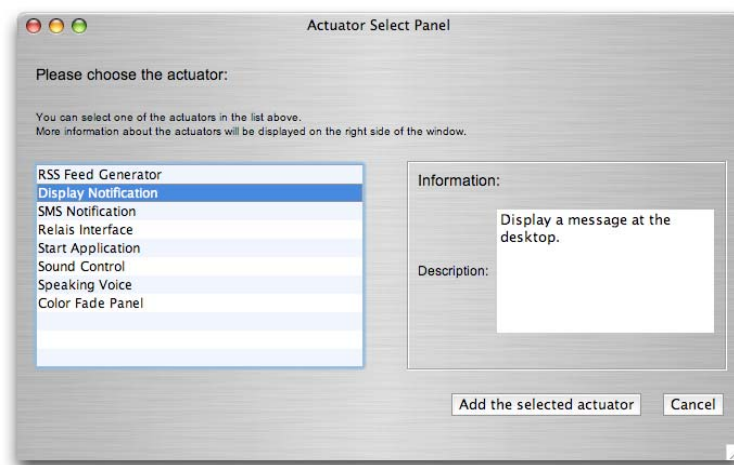 Actuator Select Panel
Please choose the actuator:
You can select one of the actuators in the list above.
More information about the actuators will be displayed on the right side of the window.
RSS Feed Generator
Display Notification
SMS Notification
Relais Interface
Start Application
Sound Control
Speaking Voice
Color Fade Panel
Information:
Description:
Display a message at the
desktop.
Add the selected actuator
Cancel